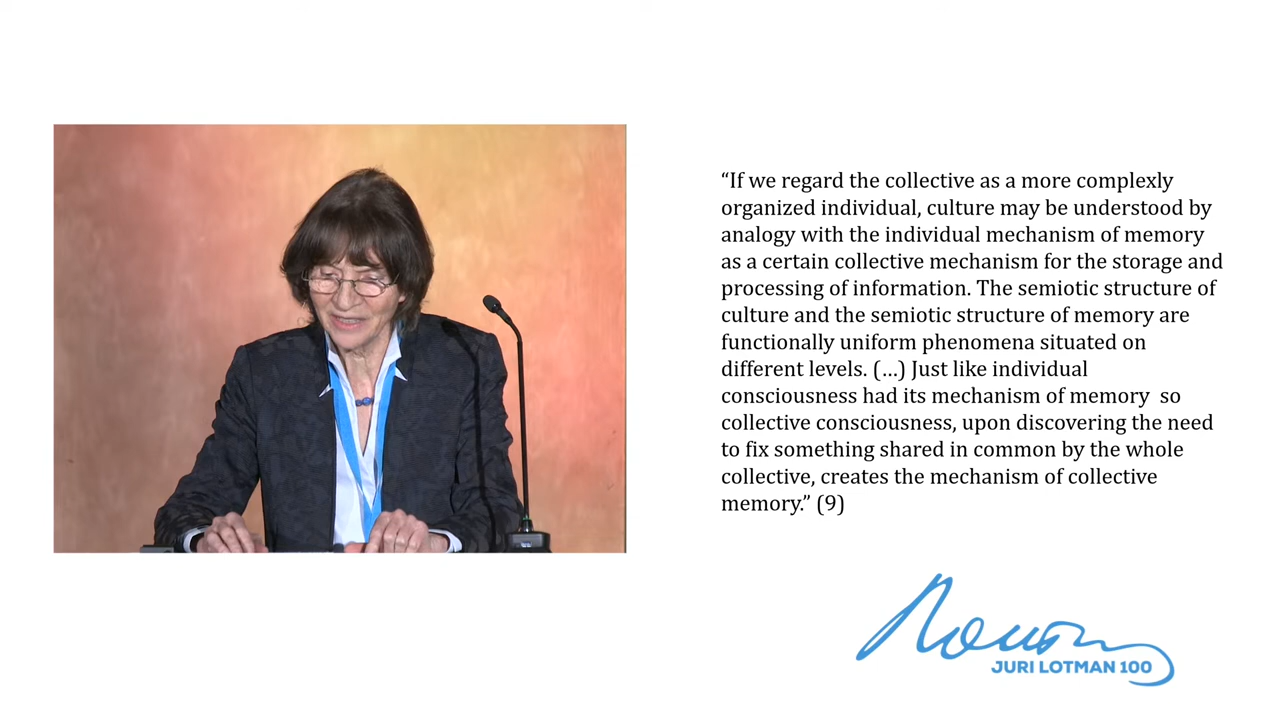 “If we regard the collective as a more complexly
organized individual, culture may be understood by
analogy with the individual mechanism of memory
as a certain collective mechanism for the storage and
processing of information. The semiotic structure of
culture and the semiotic structure of memory are
functionally uniform phenomena situated on
different levels. (…) Just like individual
consciousness had its mechanism of memory  so
collective consciousness, upon discovering the need
to fix something shared in common by the whole
collective, creates the mechanism of collective
memory.” (9)
JURI LOTMAN 100